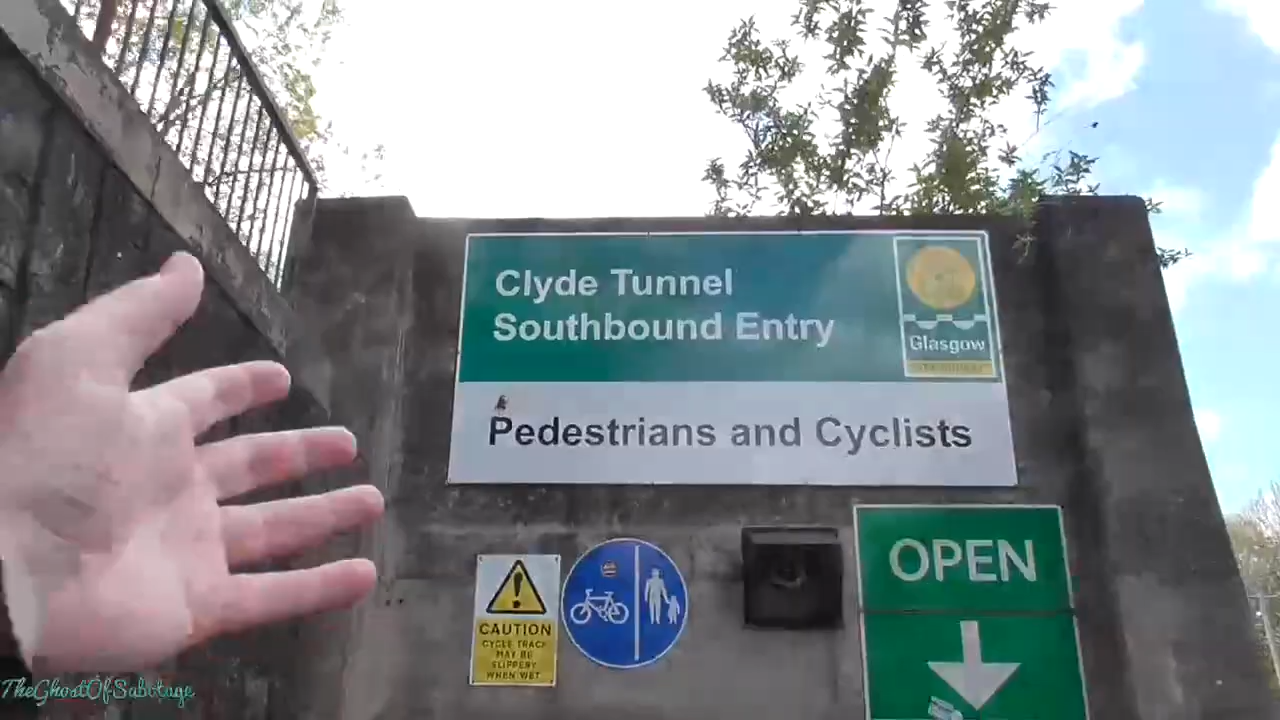 Clyde Tunnel
Southbound Entry
Glasgow
Pedestrians and Cyclists
OPEN
CAUTION
CYCLE TRACK
MAY BE
SLIPPERY
WHEN WET
TheGhostOfSabotage